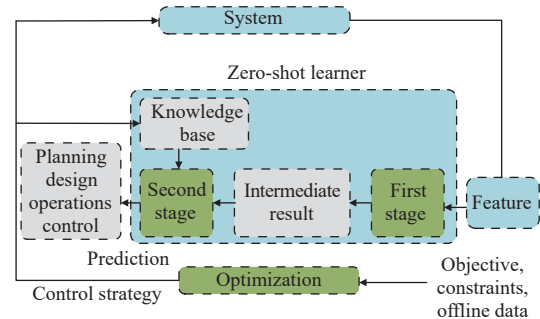 System
Zero-shot learner
Knowledge
base
Planning
design
operations
control
Second
stage
Intermediate
result
First
stage
Feature
Prediction
Optimization
Control strategy
Objective,
constraints,
offline data